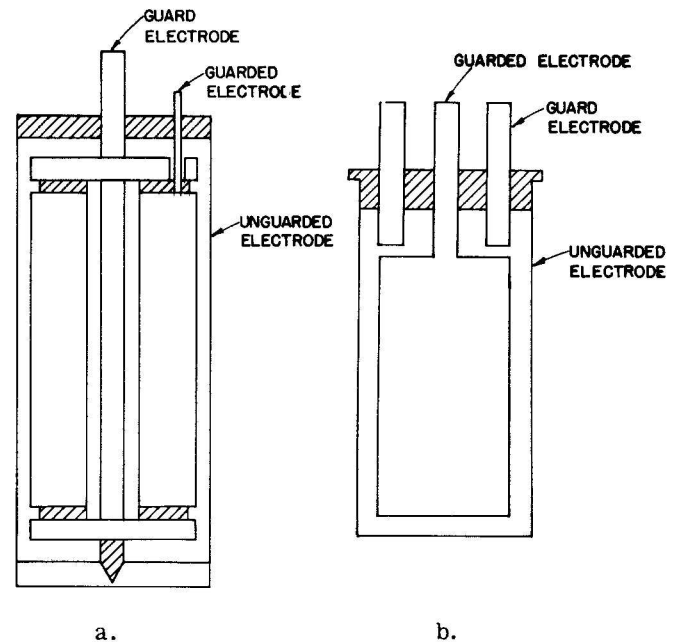 GUARD
ELECTRODE
GUARDED
ELECTRODE
UNGUARDED
ELECTRODE
a.
GUARDED ELECTRODE
GUARD
ELECTRODE
UNGUARDED
ELECTRODE
b.